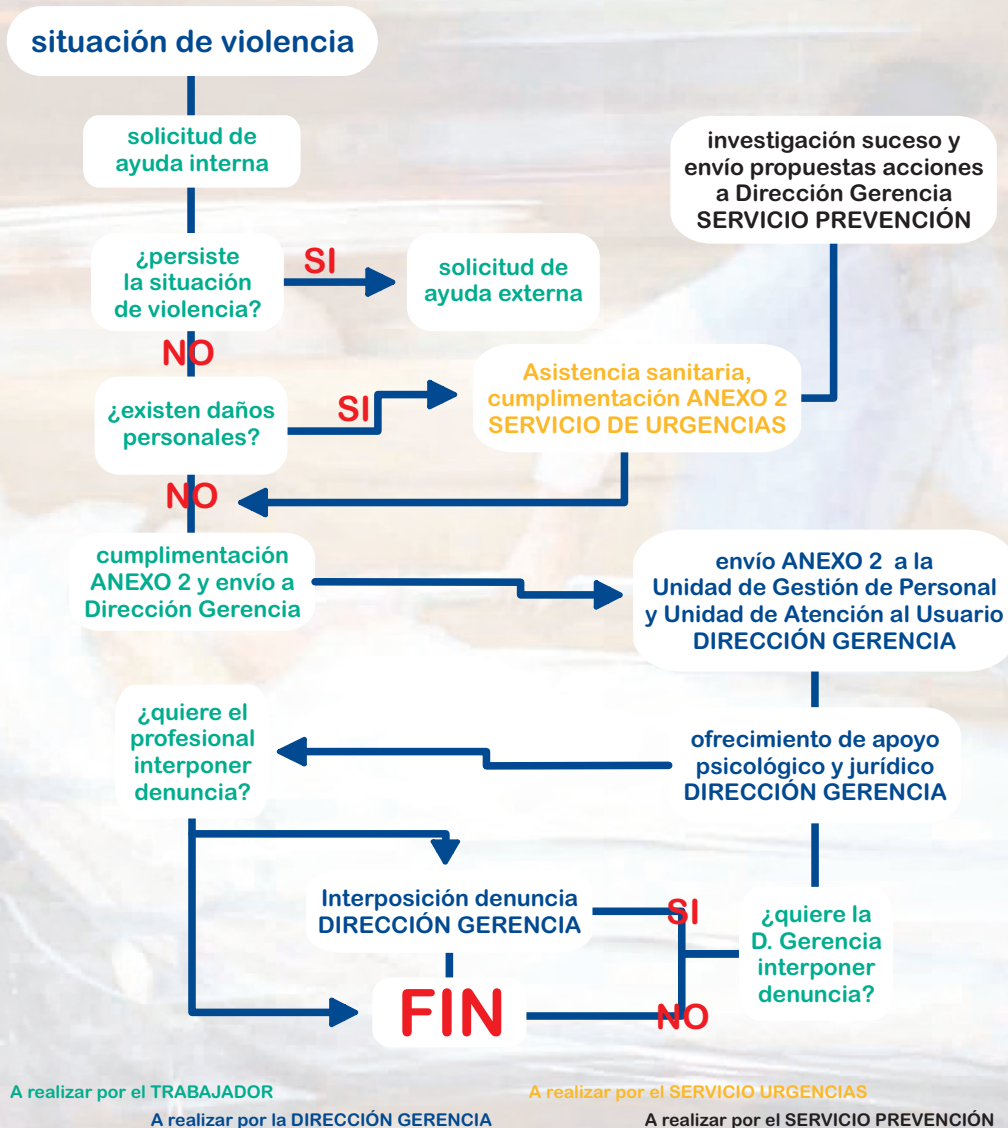 situación de violencia
solicitud de
ayuda interna
investigación suceso y
envío propuestas acciones
a Dirección Gerencia
SERVICIO PREVENCIÓN
¿persiste
la situación
de violencia?
SI
solicitud de
ayuda externa
NO
¿existen daños
personales?
SI
Asistencia sanitaria,
cumplimentación ANEXO 2
SERVICIO DE URGENCIAS
NO
cumplimentación
ANEXO 2 y envío a
Dirección Gerencia
envío ANEXO 2 a la
Unidad de Gestión de Personal
y Unidad de Atención al Usuario
DIRECCIÓN GERENCIA
¿quiere el
profesional
interponer
denuncia?
ofrecimiento de apoyo
psicológico y jurídico
DIRECCIÓN GERENCIA
Interposición denuncia
DIRECCIÓN GERENCIA
SI
¿quiere la
D. Gerencia
interponer
denuncia?
FIN
NO
A realizar por el TRABAJADOR
A realizar por el SERVICIO URGENCIAS
A realizar por la DIRECCIÓN GERENCIA
A realizar por el SERVICIO PREVENCIÓN